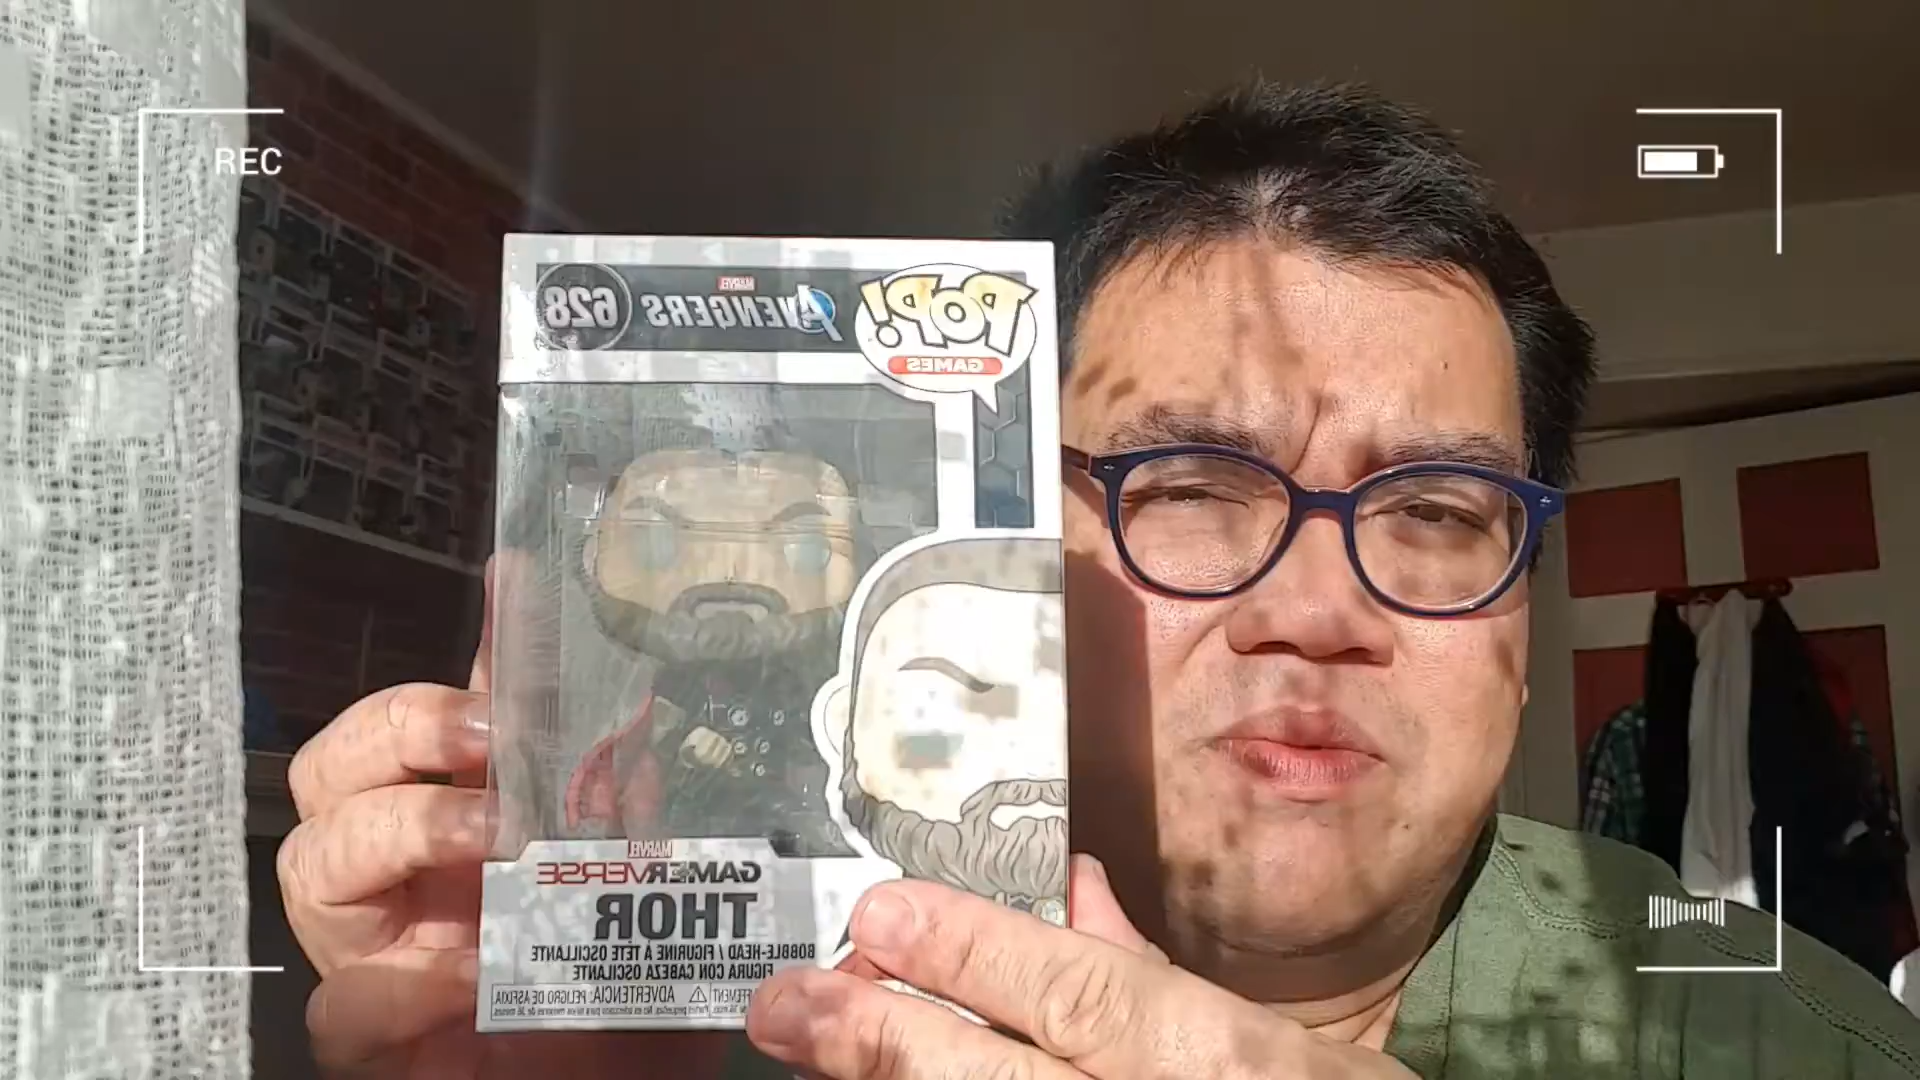 REC
MARVEL
AVENGERS
628
POP!
GAMES
MARVEL
GAMERVERSE
THOR
BOBBLE-HEAD / FIGURINE À TÊTE OSCILLANTE
FIGURA CON CABEZA OSCILANTE
ADVERTENCIA: PELIGRO DE ASFIXIA.